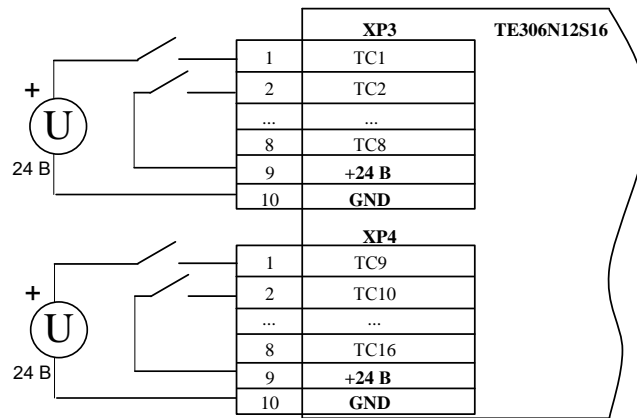 XP3 TE306N12S16
1 TC1
2 TC2
... ...
8 TC8
9 +24 В
10 GND
+
U
24 В
XP4
1 TC9
2 TC10
... ...
8 TC16
9 +24 В
10 GND
+
U
24 В